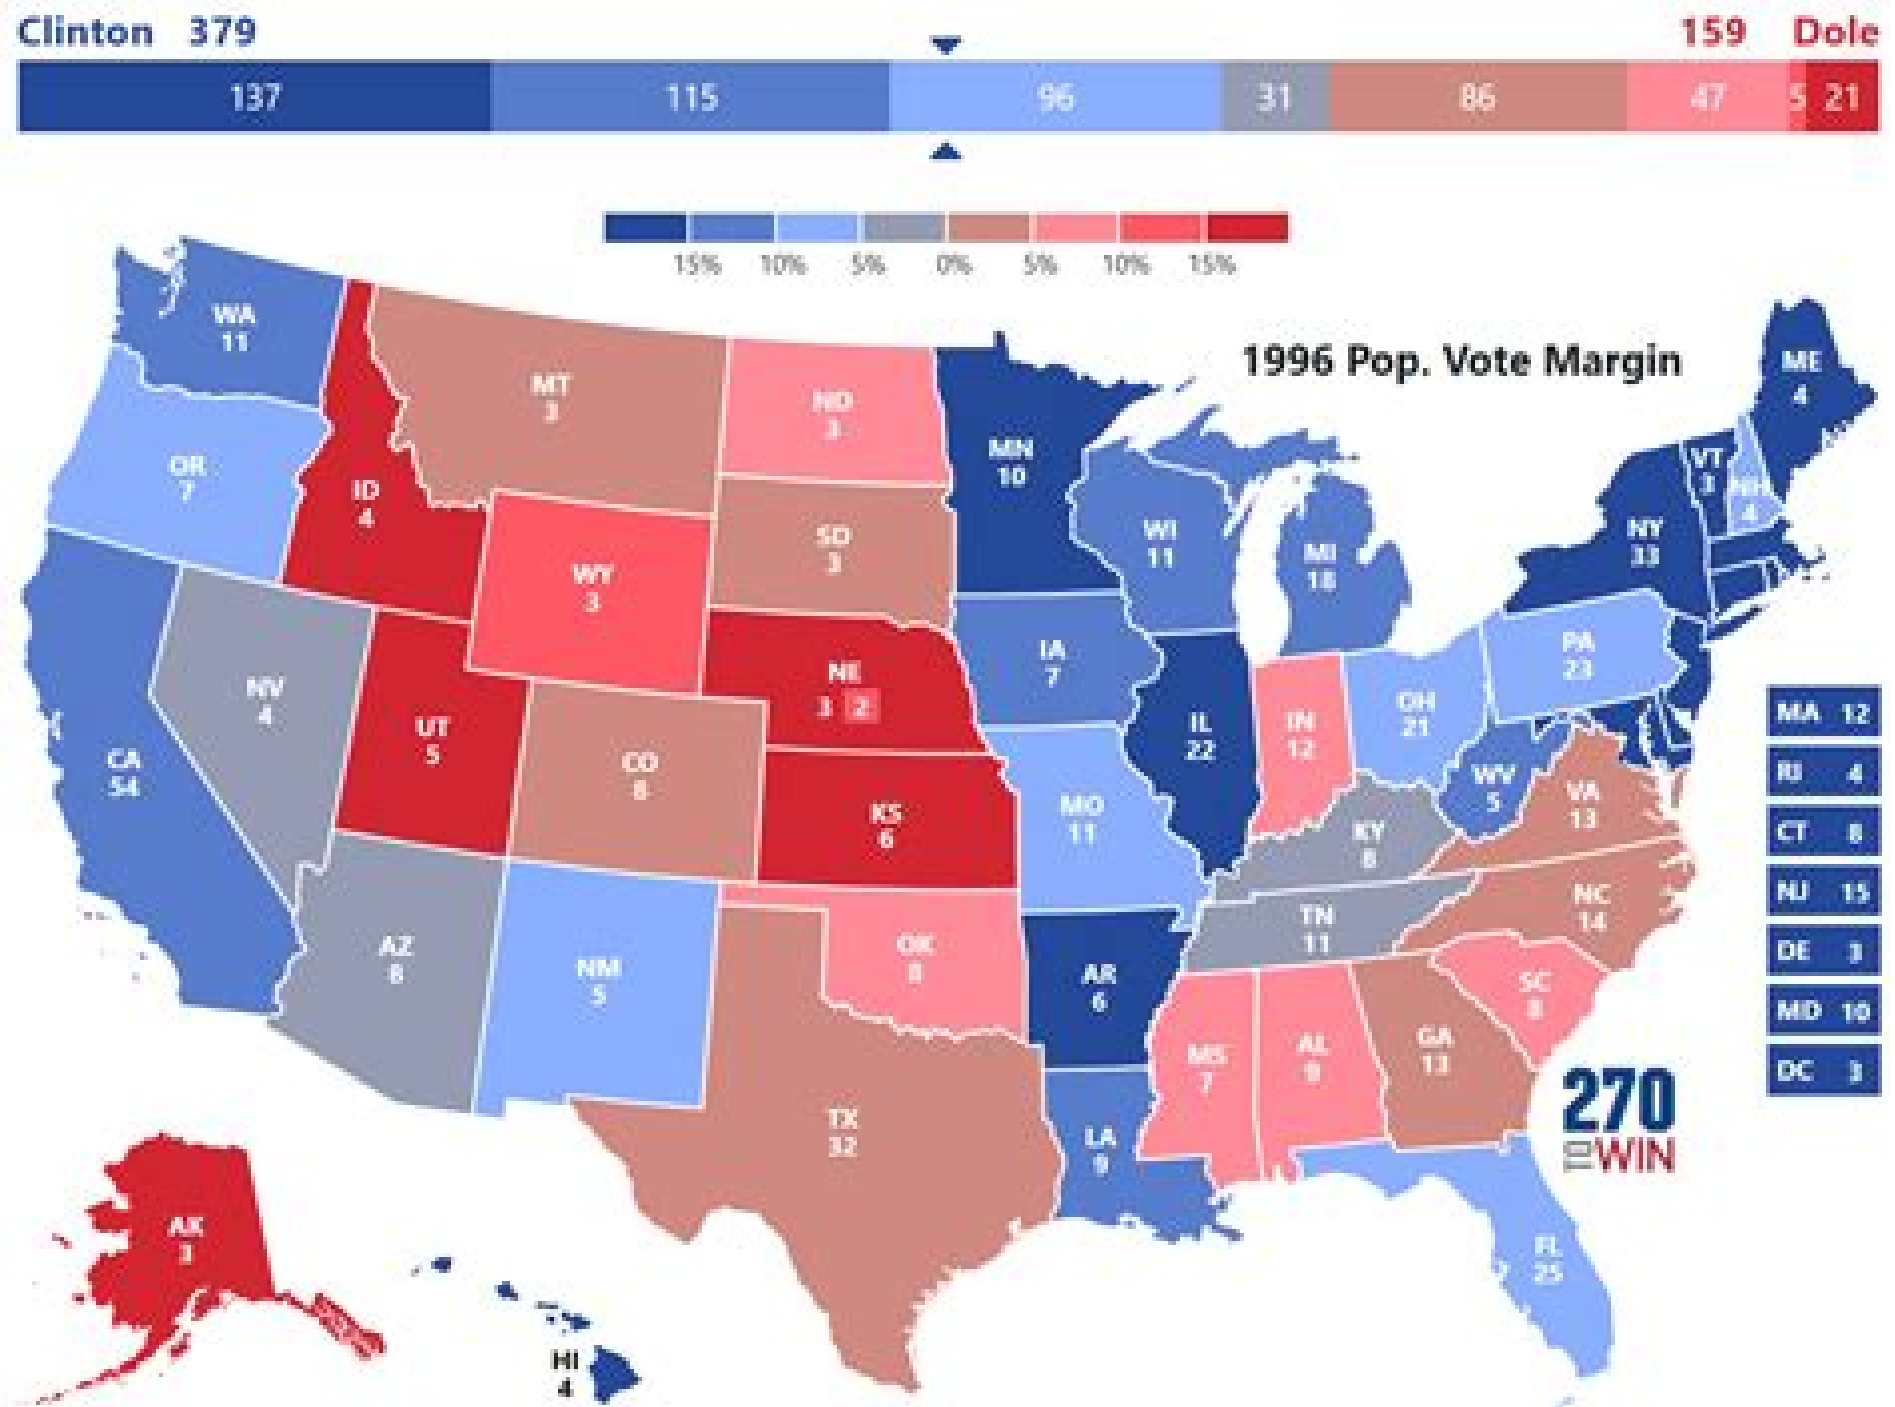 Clinton 379
159 Dole
137 115 96 31 86 47 5 21
15% 10% 5% 0% 5% 10% 15%
1996 Pop. Vote Margin
WA
11
OR
7
CA
54
NV
4
ID
4
MT
3
WY
3
UT
5
CO
8
AZ
8
NM
5
ND
3
SD
3
NE
3 2
KS
6
OK
8
TX
32
MN
10
IA
7
MO
11
AR
6
LA
9
WI
11
IL
22
MI
18
IN
12
OH
21
KY
8
TN
11
MS
7
AL
9
GA
13
FL
25
SC
8
NC
14
VA
13
WV
5
PA
23
NY
33
VT
3
NH
4
ME
4
MA 12
RI 4
CT 8
NJ 15
DE 3
MD 10
DC 3
AK
3
HI
4
270
TO WIN